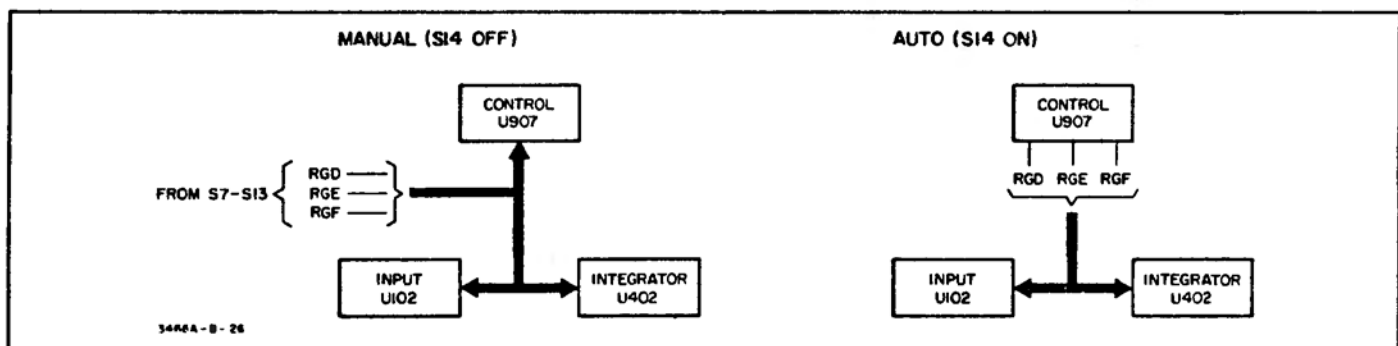 MANUAL (S14 OFF)
CONTROL
U907
FROM S7-S13
RGD
RGE
RGF
INPUT
U102
INTEGRATOR
U402
AUTO (S14 ON)
CONTROL
U907
RGD RGE RGF
INPUT
U102
INTEGRATOR
U402